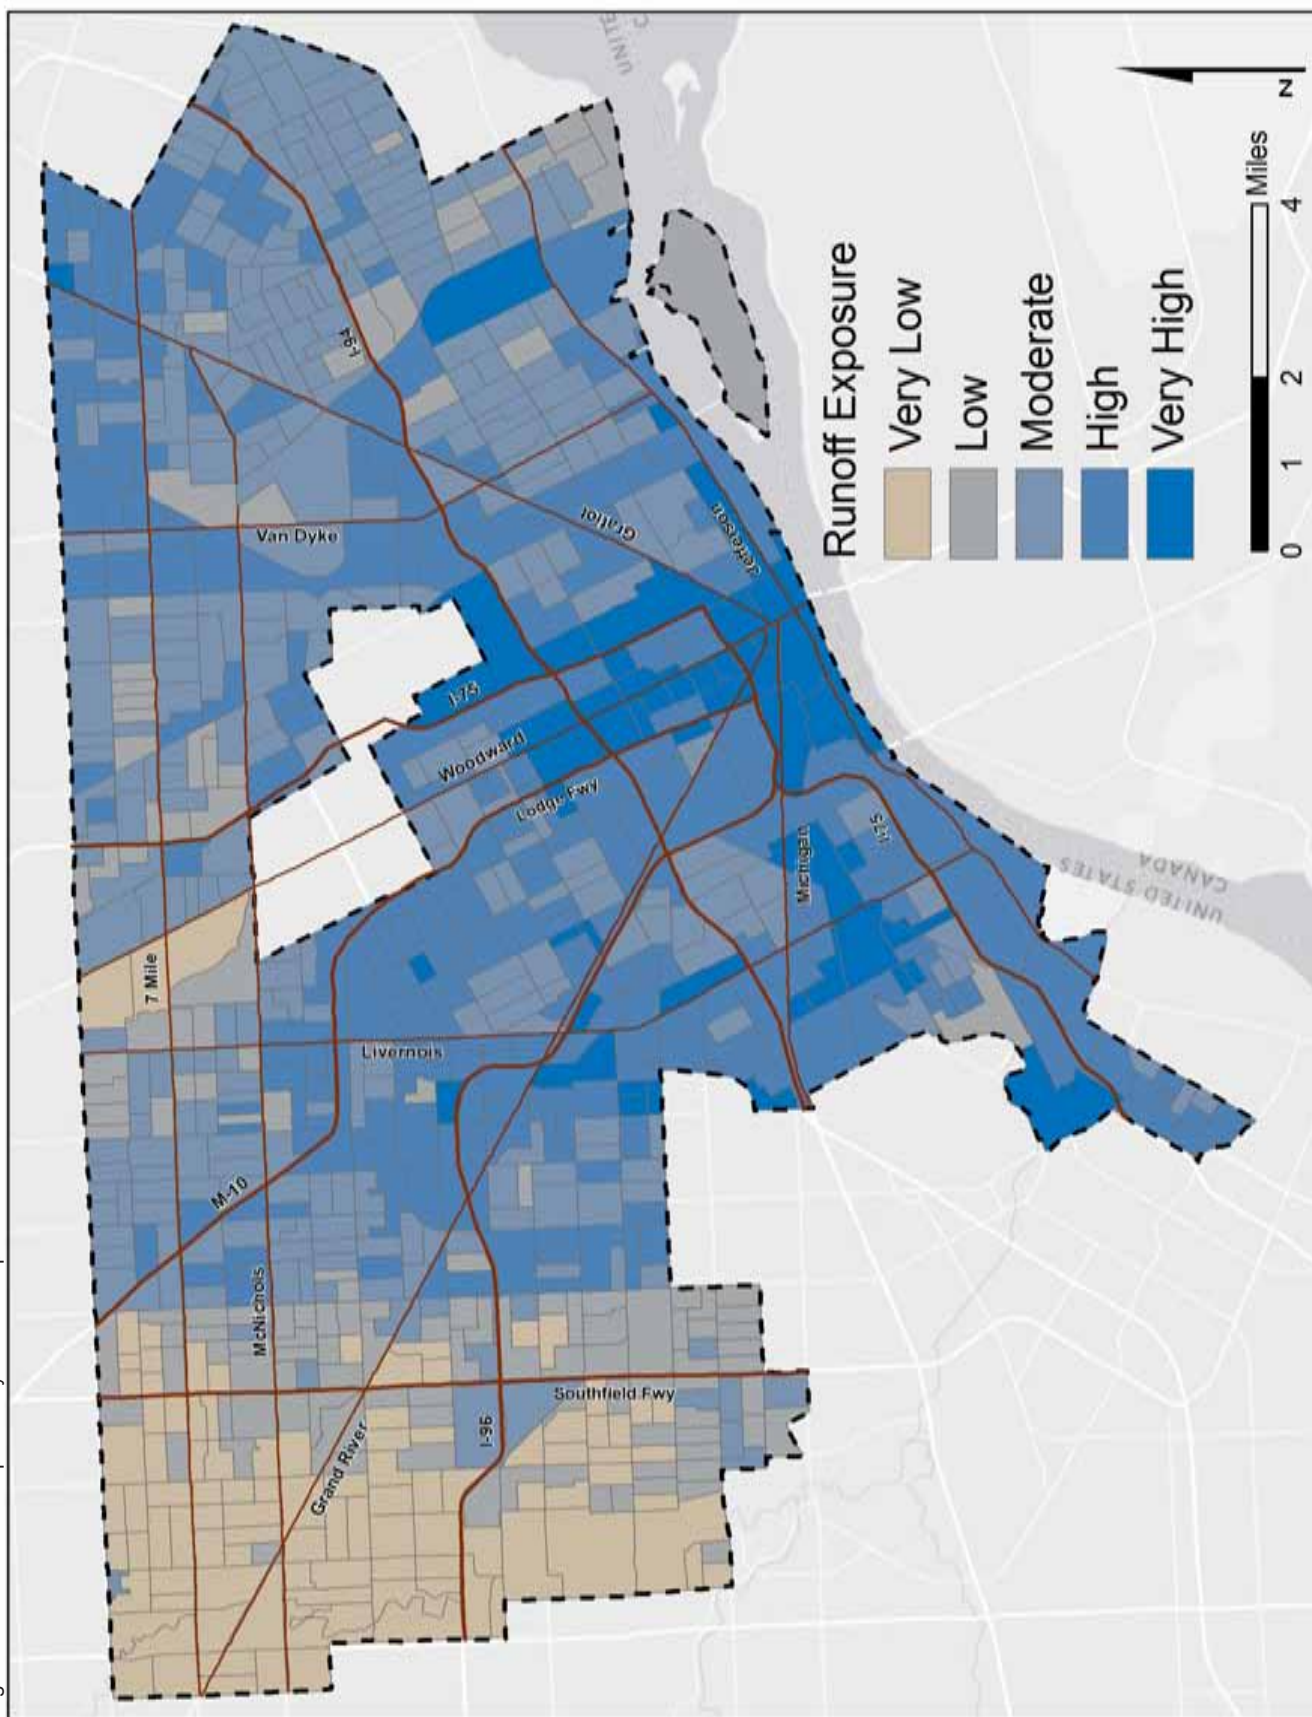 7 Mile
M-10
McNichols
Livernois
Grand River
I-96
Southfield Fwy
Van Dyke
I-94
I-75
Woodward
Lodge Fwy
Gratiot
Jefferson
Michigan
I-75
UNITED STATES
CANADA
UNITE
C
Runoff Exposure
Very Low
Low
Moderate
High
Very High
0 1 2 4 Miles
N